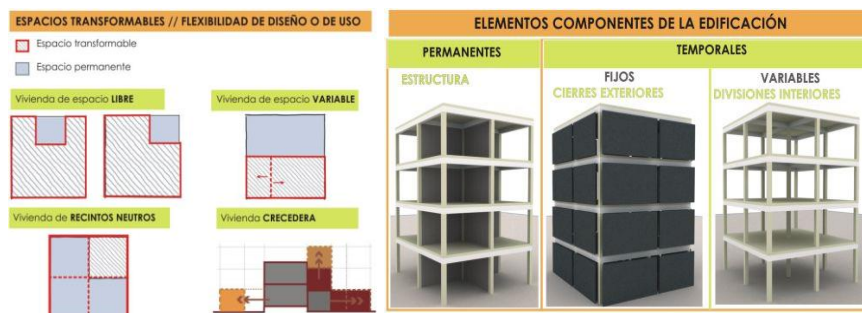 ESPACIOS TRANSFORMABLES // FLEXIBILIDAD DE DISEÑO O DE USO
Espacio transformable
Espacio permanente
Vivienda de espacio LIBRE
Vivienda de espacio VARIABLE
Vivienda de RECINTOS NEUTROS
Vivienda CRECEDERA
ELEMENTOS COMPONENTES DE LA EDIFICACIÓN
PERMANENTES
TEMPORALES
ESTRUCTURA
FIJOS
CIERRES EXTERIORES
VARIABLES
DIVISIONES INTERIORES